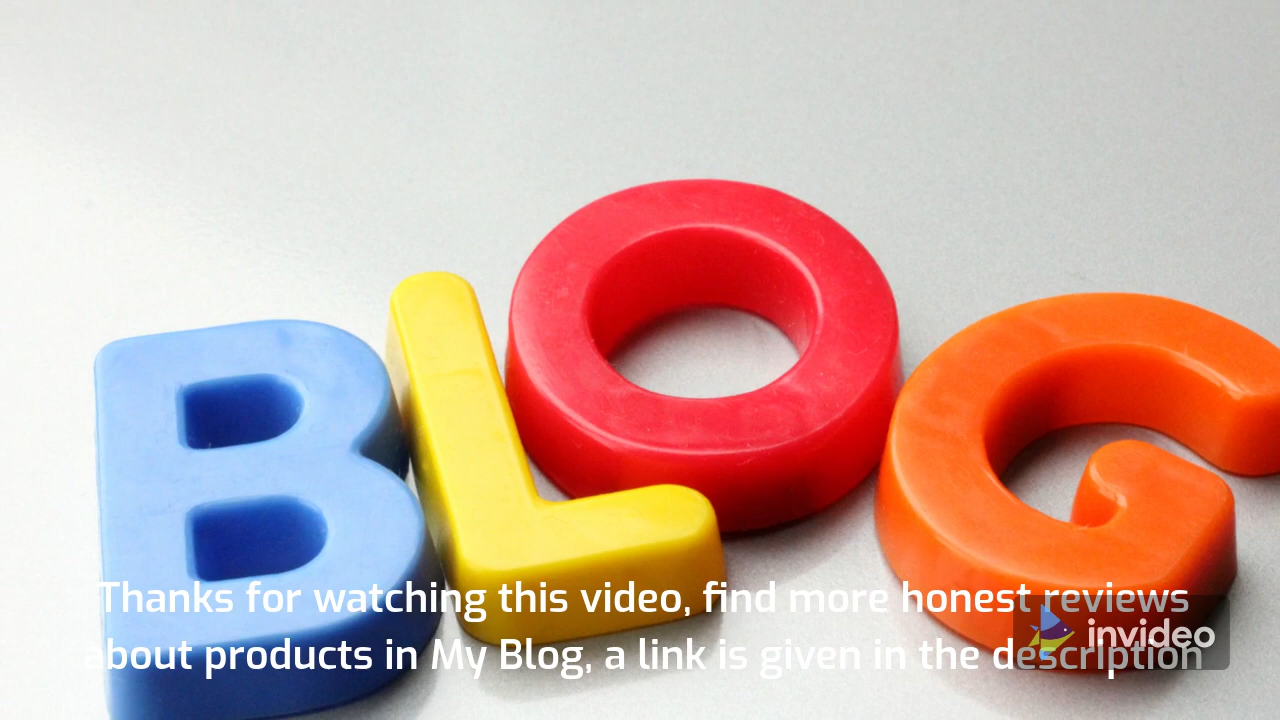 BLOG
Thanks for watching this video, find more honest reviews
about products in My Blog, a link is given in the description
invideo